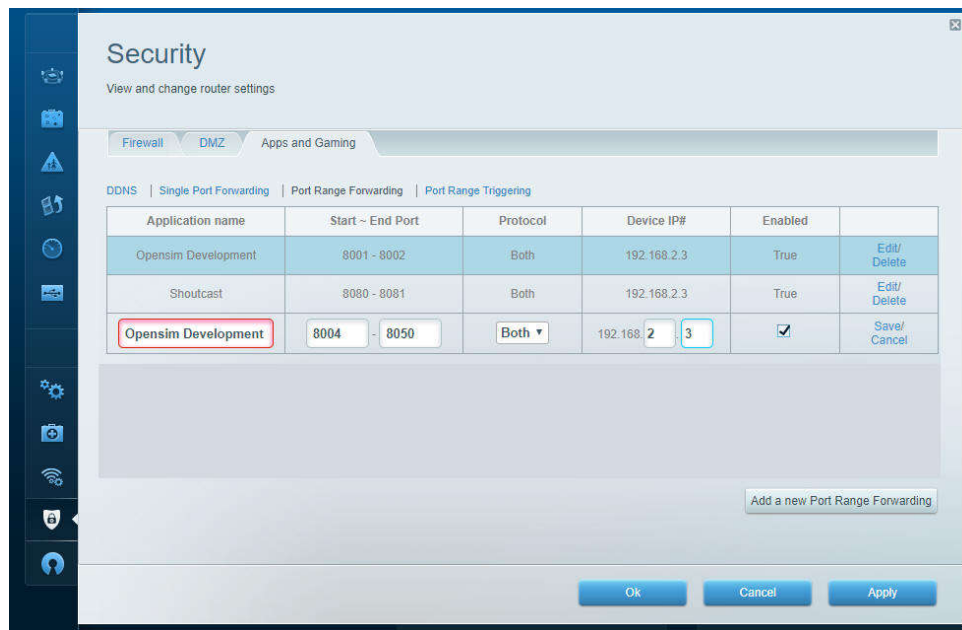 Security
View and change router settings
Firewall DMZ Apps and Gaming
DDNS | Single Port Forwarding | Port Range Forwarding | Port Range Triggering
Application name Start ~ End Port Protocol Device IP# Enabled
Opensim Development 8001 - 8002 Both 192.168.2.3 True Edit/
Delete
Shoutcast 8080 - 8081 Both 192.168.2.3 True Edit/
Delete
Opensim Development 8004 - 8050 Both 192.168. 2 . 3 Save/
Cancel
Add a new Port Range Forwarding
Ok Cancel Apply